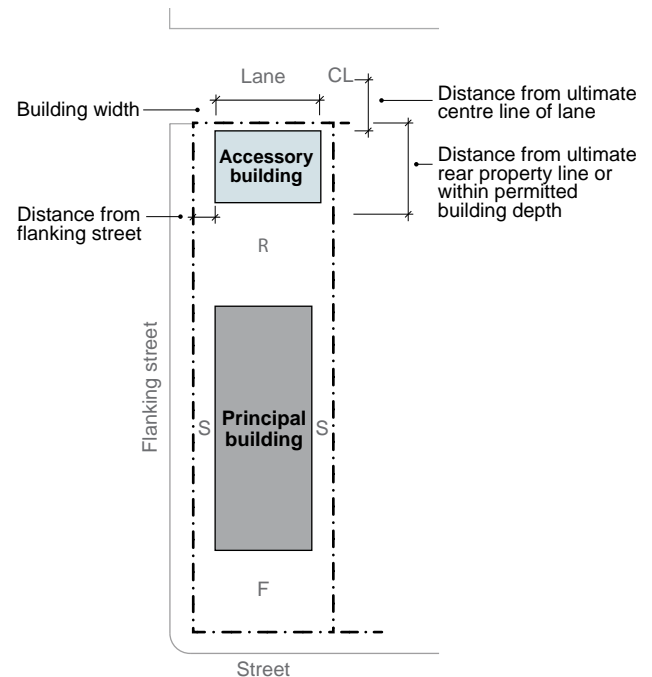 Lane
CL
Building width
Distance from ultimate
centre line of lane
Accessory
building
Distance from ultimate
rear property line or
within permitted
building depth
Distance from
flanking street
R
Flanking street
S
Principal
building
S
F
Street